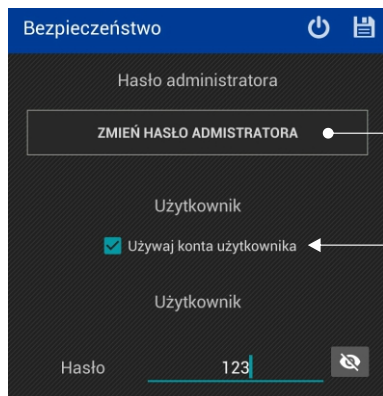 Bezpieczeństwo
Hasło administratora
ZMIEŃ HASŁO ADMISTRATORA
Użytkownik
Używaj konta użytkownika
Użytkownik
Hasło 123